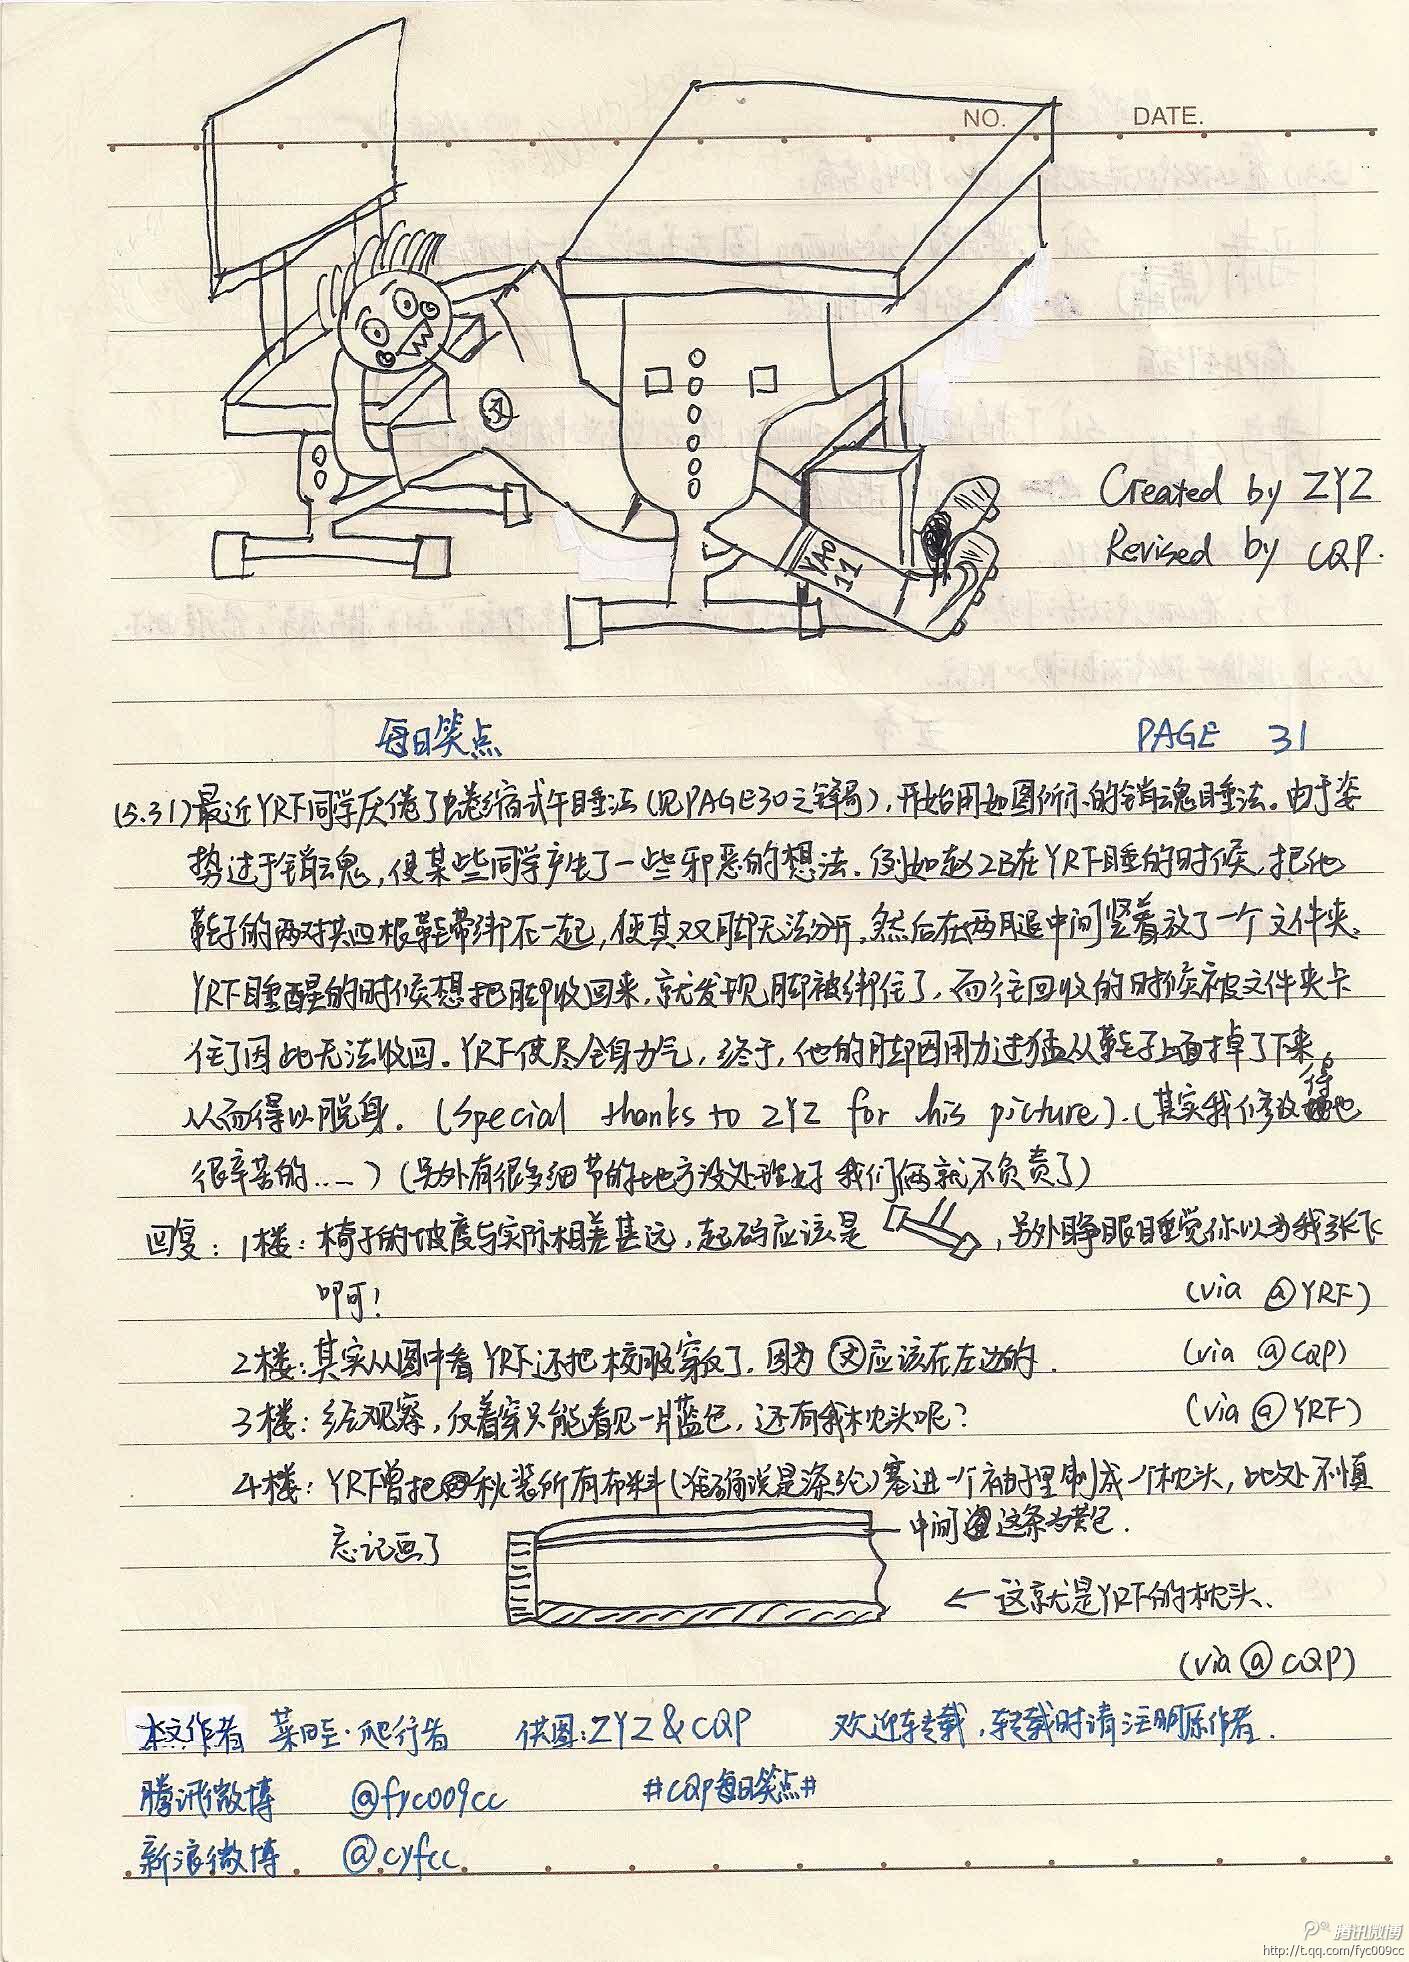 NO. DATE.
文
YAO
11
Created by ZYZ
Revised by CQP.
每日笑点 PAGE 31
(5.31)最近YRF同学厌倦了蜷缩式午睡法(见PAGE30之锋哥),开始用如图所示的销魂睡法。由于姿
势过于销魂,使某些同学产生了一些邪恶的想法。例如赵2B在YRF睡的时候,把他
鞋子的两对共四根鞋带绑在一起,使其双脚无法分开,然后在两腿中间竖着放了一个文件夹。
YRF睡醒的时候想把脚收回来,就发现脚被绑住了,而往回收的时候被文件夹卡
住了因此无法收回。YRF使尽全身力气,终于,他的脚因用力过猛从鞋子上面掉了下来。
从而得以脱身。(Special thanks to ZYZ for his picture).(其实我们修改得也
很辛苦的……)(另外有很多细节的地方没处理好 我们俩就不负责了)
回复:1楼:椅子的坡度与实际相差甚远,起码应该是 ,另外睁眼睡觉你以为我张飞
啊可! (via @YRF)
2楼:其实从图中看YRF还把校服穿反了,因为文应该在左边的. (via @CQP)
3楼:经观察,仅着穿只能看见一片蓝色,还有我枕头呢? (via @YRF)
4楼:YRF曾把秋装所有布料(准确说是涤纶)塞进一个袖子里制成一个枕头,此处不慎
忘记画了
中间这条为黄色.
←这就是YRF的枕头.
(via @CQP)
本文作者 菜哇·爬行者 供图:ZYZ&CQP 欢迎转载,转载时请注明原作者.
腾讯微博 @fyc009cc #CQP每日笑点#
新浪微博 @cyfcc
腾讯微博
http://t.qq.com/fyc009cc